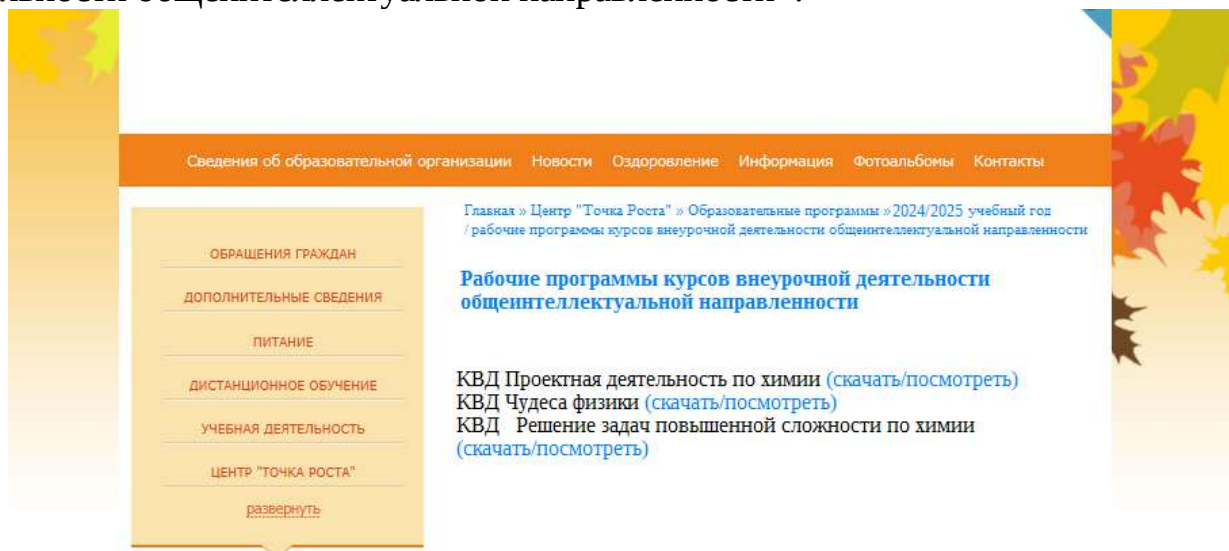 общеинтеллектуальной направленности".
Сведения об образовательной организации Новости Оздоровление Информация Фотоальбомы Контакты
Главная » Центр "Точка Роста" » Образовательные программы »2024/2025 учебный год
/ рабочие программы курсов внеурочной деятельности общеинтеллектуальной направленности
ОБРАЩЕНИЯ ГРАЖДАН
ДОПОЛНИТЕЛЬНЫЕ СВЕДЕНИЯ
ПИТАНИЕ
ДИСТАНЦИОННОЕ ОБУЧЕНИЕ
УЧЕБНАЯ ДЕЯТЕЛЬНОСТЬ
ЦЕНТР "ТОЧКА РОСТА"
развернуть
Рабочие программы курсов внеурочной деятельности
общеинтеллектуальной направленности
КВД Проектная деятельность по химии (скачать/посмотреть)
КВД Чудеса физики (скачать/посмотреть)
КВД Решение задач повышенной сложности по химии
(скачать/посмотреть)